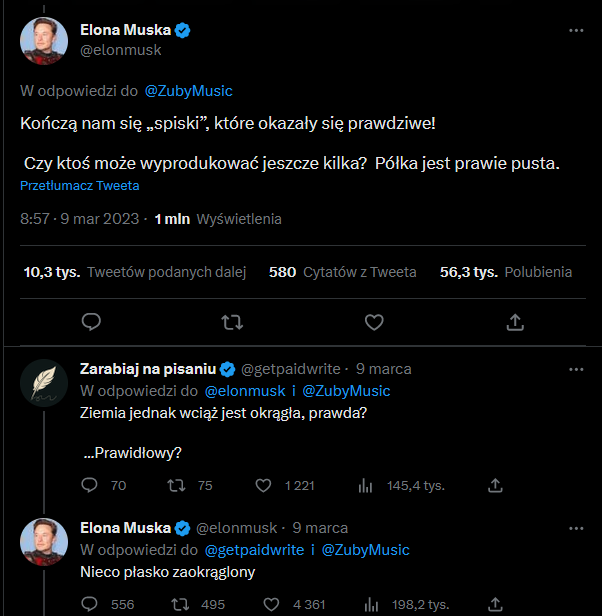 Elona Muska
@elonmusk
W odpowiedzi do @ZubyMusic
Kończą nam się „spiski”, które okazały się prawdziwe!
Czy ktoś może wyprodukować jeszcze kilka? Półka jest prawie pusta.
Przetłumacz Tweeta
8:57 · 9 mar 2023 · 1 mln Wyświetlenia
10,3 tys. Tweetów podanych dalej 580 Cytatów z Tweeta 56,3 tys. Polubienia
Zarabiaj na pisaniu @getpaidwrite · 9 marca
W odpowiedzi do @elonmusk i @ZubyMusic
Ziemia jednak wciąż jest okrągła, prawda?
...Prawidłowy?
70 75 1 221 145,4 tys.
Elona Muska @elonmusk · 9 marca
W odpowiedzi do @getpaidwrite i @ZubyMusic
Nieco płasko zaokrąglony
556 495 4 361 198,2 tys.